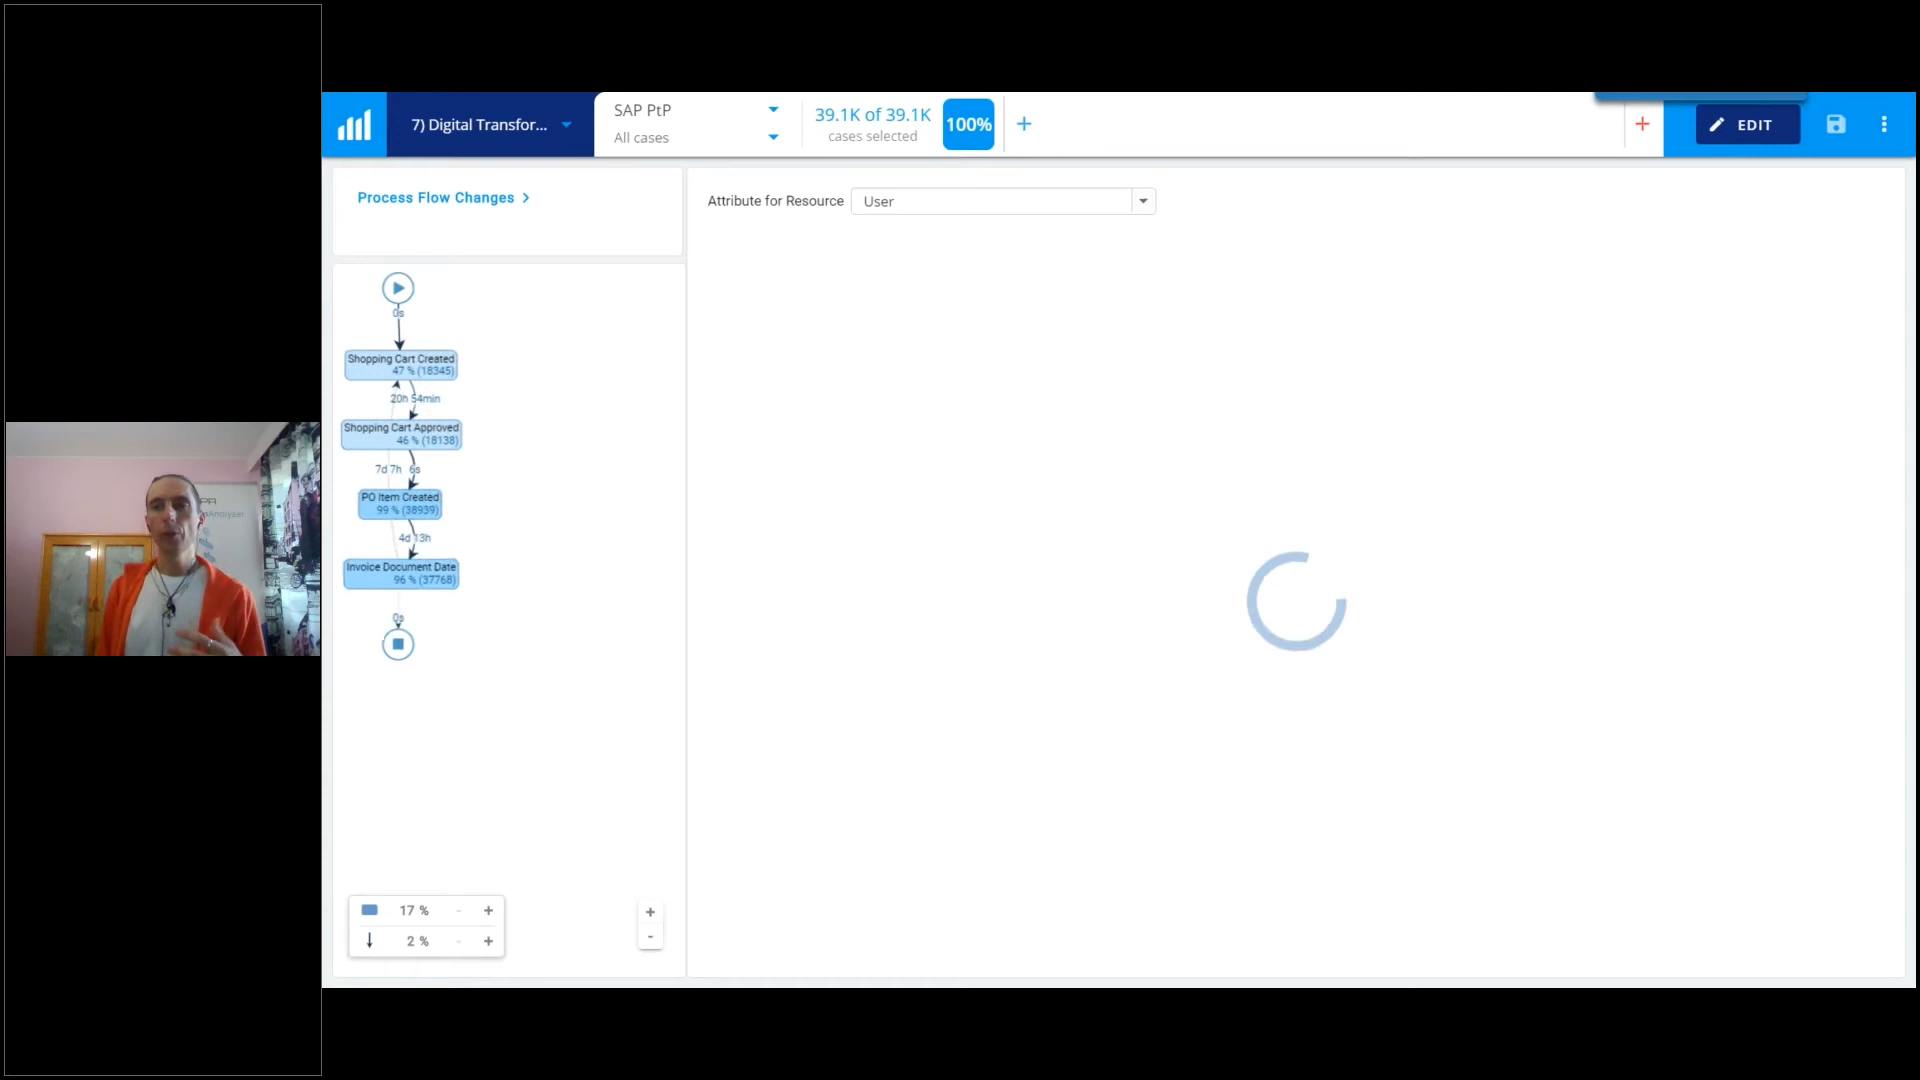 7) Digital Transfor...
SAP PtP
All cases
39.1K of 39.1K
cases selected
100%
+
+
EDIT
Process Flow Changes >
Attribute for Resource
User
0s
Shopping Cart Created
47 % (18345)
20h 54min
Shopping Cart Approved
46 % (18138)
7d 7h 6s
PO Item Created
99 % (38939)
4d 13h
Invoice Document Date
96 % (37768)
0s
17 % - +
2 % - +
+
-